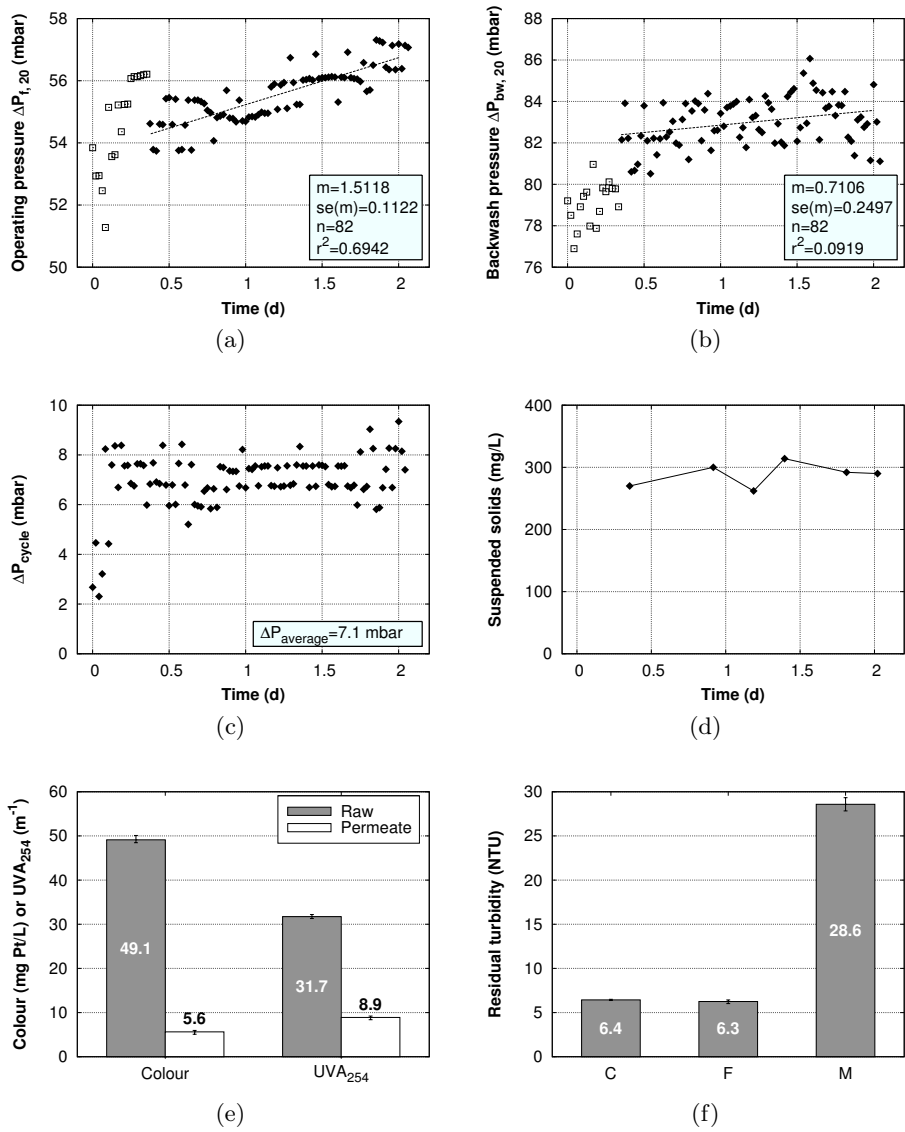 Operating pressure ΔPf, 20 (mbar)
58
56
54
52
50
0
0.5
1
1.5
2
Time (d)
m=1.5118
se(m)=0.1122
n=82
r2=0.6942
(a)
Backwash pressure ΔPbw, 20 (mbar)
88
86
84
82
80
78
76
0
0.5
1
1.5
2
Time (d)
m=0.7106
se(m)=0.2497
n=82
r2=0.0919
(b)
ΔPcycle (mbar)
10
8
6
4
2
0
0
0.5
1
1.5
2
Time (d)
ΔPaverage=7.1 mbar
(c)
Suspended solids (mg/L)
400
300
200
100
0
0
0.5
1
1.5
2
Time (d)
(d)
Colour (mg Pt/L) or UVA254 (m-1)
60
50
40
30
20
10
0
Raw
Permeate
49.1
5.6
31.7
8.9
Colour
UVA254
(e)
Residual turbidity (NTU)
30
25
20
15
10
5
0
6.4
6.3
28.6
C
F
M
(f)